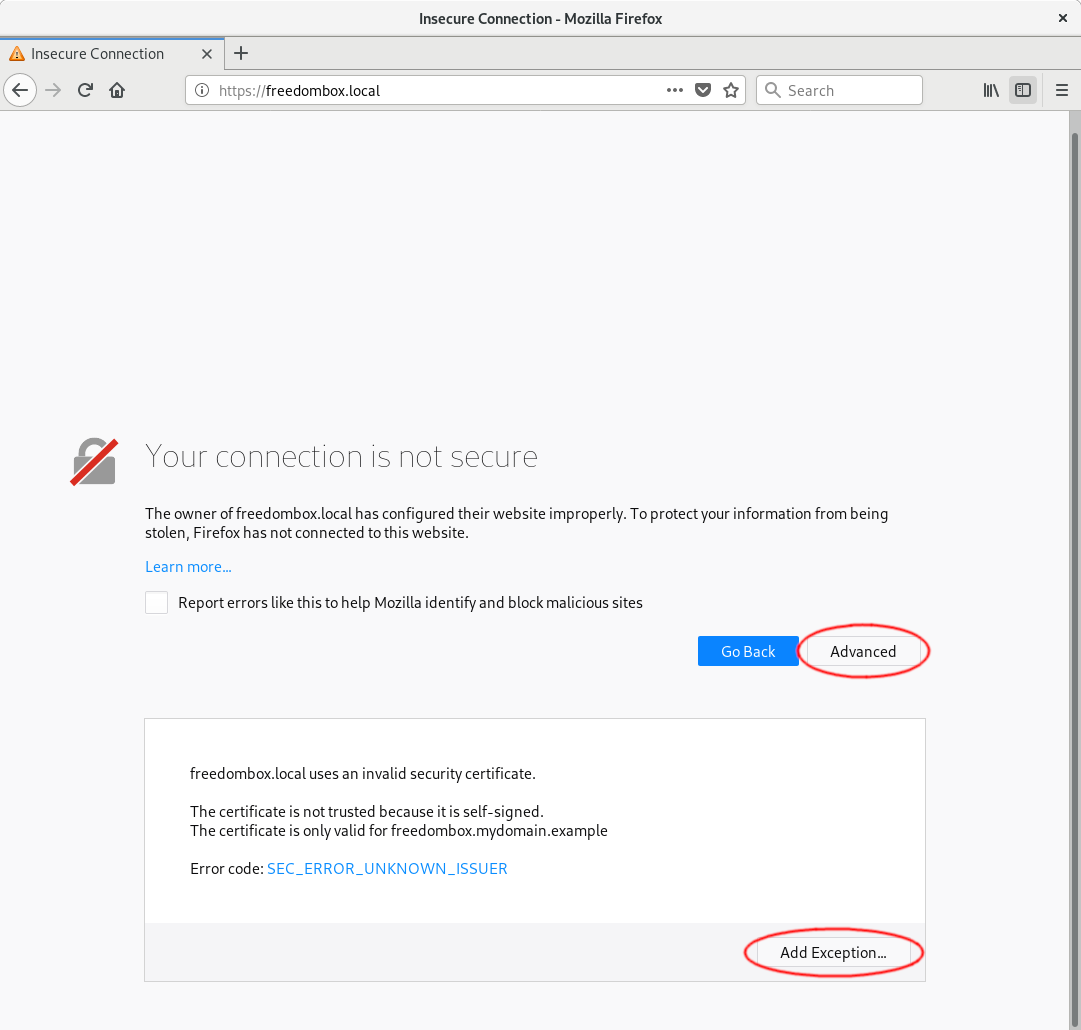 Insecure Connection - Mozilla Firefox
Insecure Connection
https://freedombox.local
Search
Your connection is not secure
The owner of freedombox.local has configured their website improperly. To protect your information from being
stolen, Firefox has not connected to this website.
Learn more...
Report errors like this to help Mozilla identify and block malicious sites
Go Back
Advanced
freedombox.local uses an invalid security certificate.
The certificate is not trusted because it is self-signed.
The certificate is only valid for freedombox.mydomain.example
Error code: SEC_ERROR_UNKNOWN_ISSUER
Add Exception...